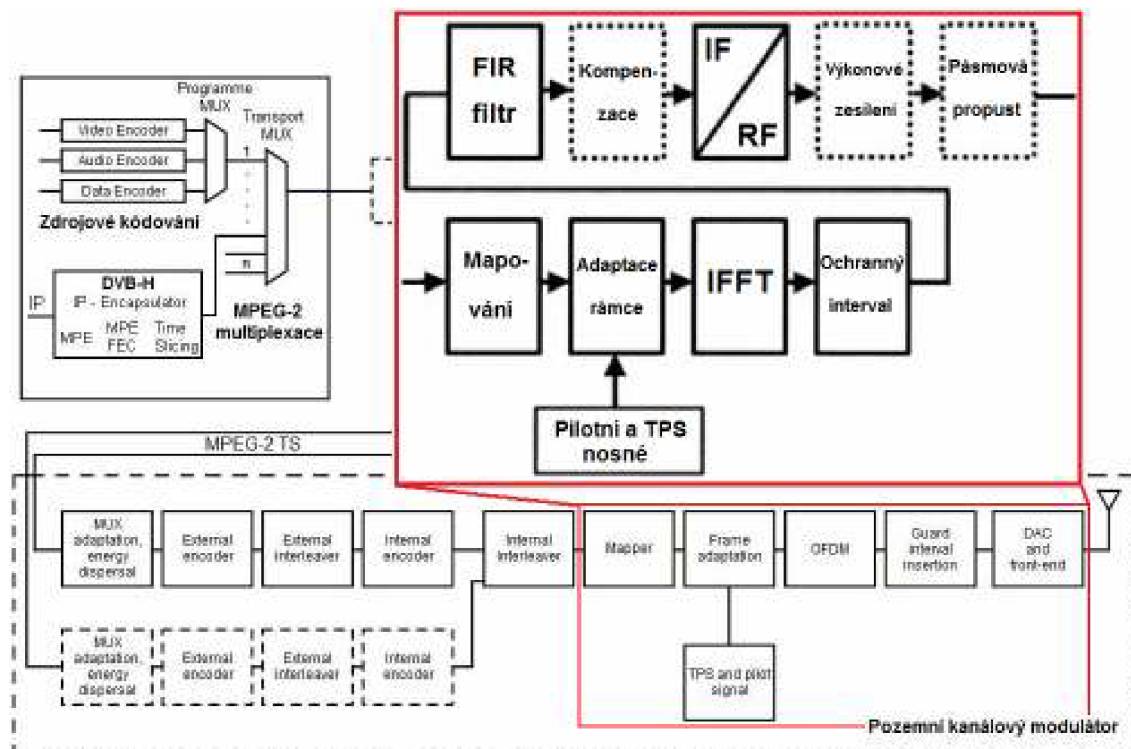 Programme
MUX
Transport
MUX
Video Encoder
Audio Encoder
Data Encoder
1
n
Zdrojové kódování
DVB-H
IP - Encapsulator
MPE
MPE
FEC
Time
Slicing
IP
MPEG-2
multiplexace
FIR
filtr
Kompen-
zace
IF
RF
Výkonové
zesílení
Pásmová
propust
Mapo-
vání
Adaptace
rámce
IFFT
Ochranný
interval
Pilotní a TPS
nosné
MPEG-2 TS
MUX
adaptation,
energy
dispersal
External
encoder
External
interleaver
Internal
encoder
Internal
Interleaver
Mapper
Frame
adaptation
OFDM
Guard
interval
insertion
DAC
and
front-end
MUX
adaptation,
energy
dispersal
External
encoder
External
interleaver
Internal
encoder
TPS and pilot
signal
Pozemní kanálový modulátor